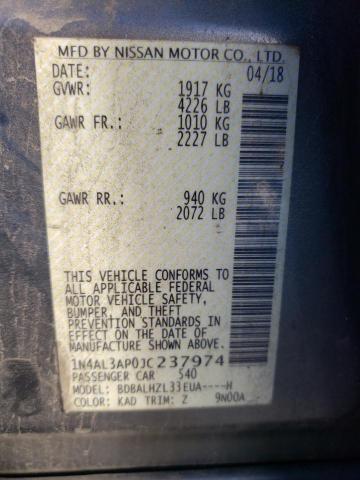 MFD BY NISSAN MOTOR CO., LTD.
DATE: 04/18
GVWR: 1917 KG
4226 LB
GAWR FR.: 1010 KG
2227 LB
GAWR RR.: 940 KG
2072 LB
THIS VEHICLE CONFORMS TO
ALL APPLICABLE FEDERAL
MOTOR VEHICLE SAFETY,
BUMPER, AND THEFT
PREVENTION STANDARDS IN
EFFECT ON THE DATE OF
MANUFACTURE SHOWN ABOVE.
1N4AL3AP0JC237974
PASSENGER CAR 540
MODEL: BDBALHZL33EUA----H
COLOR: KAD TRIM: Z 9N00A